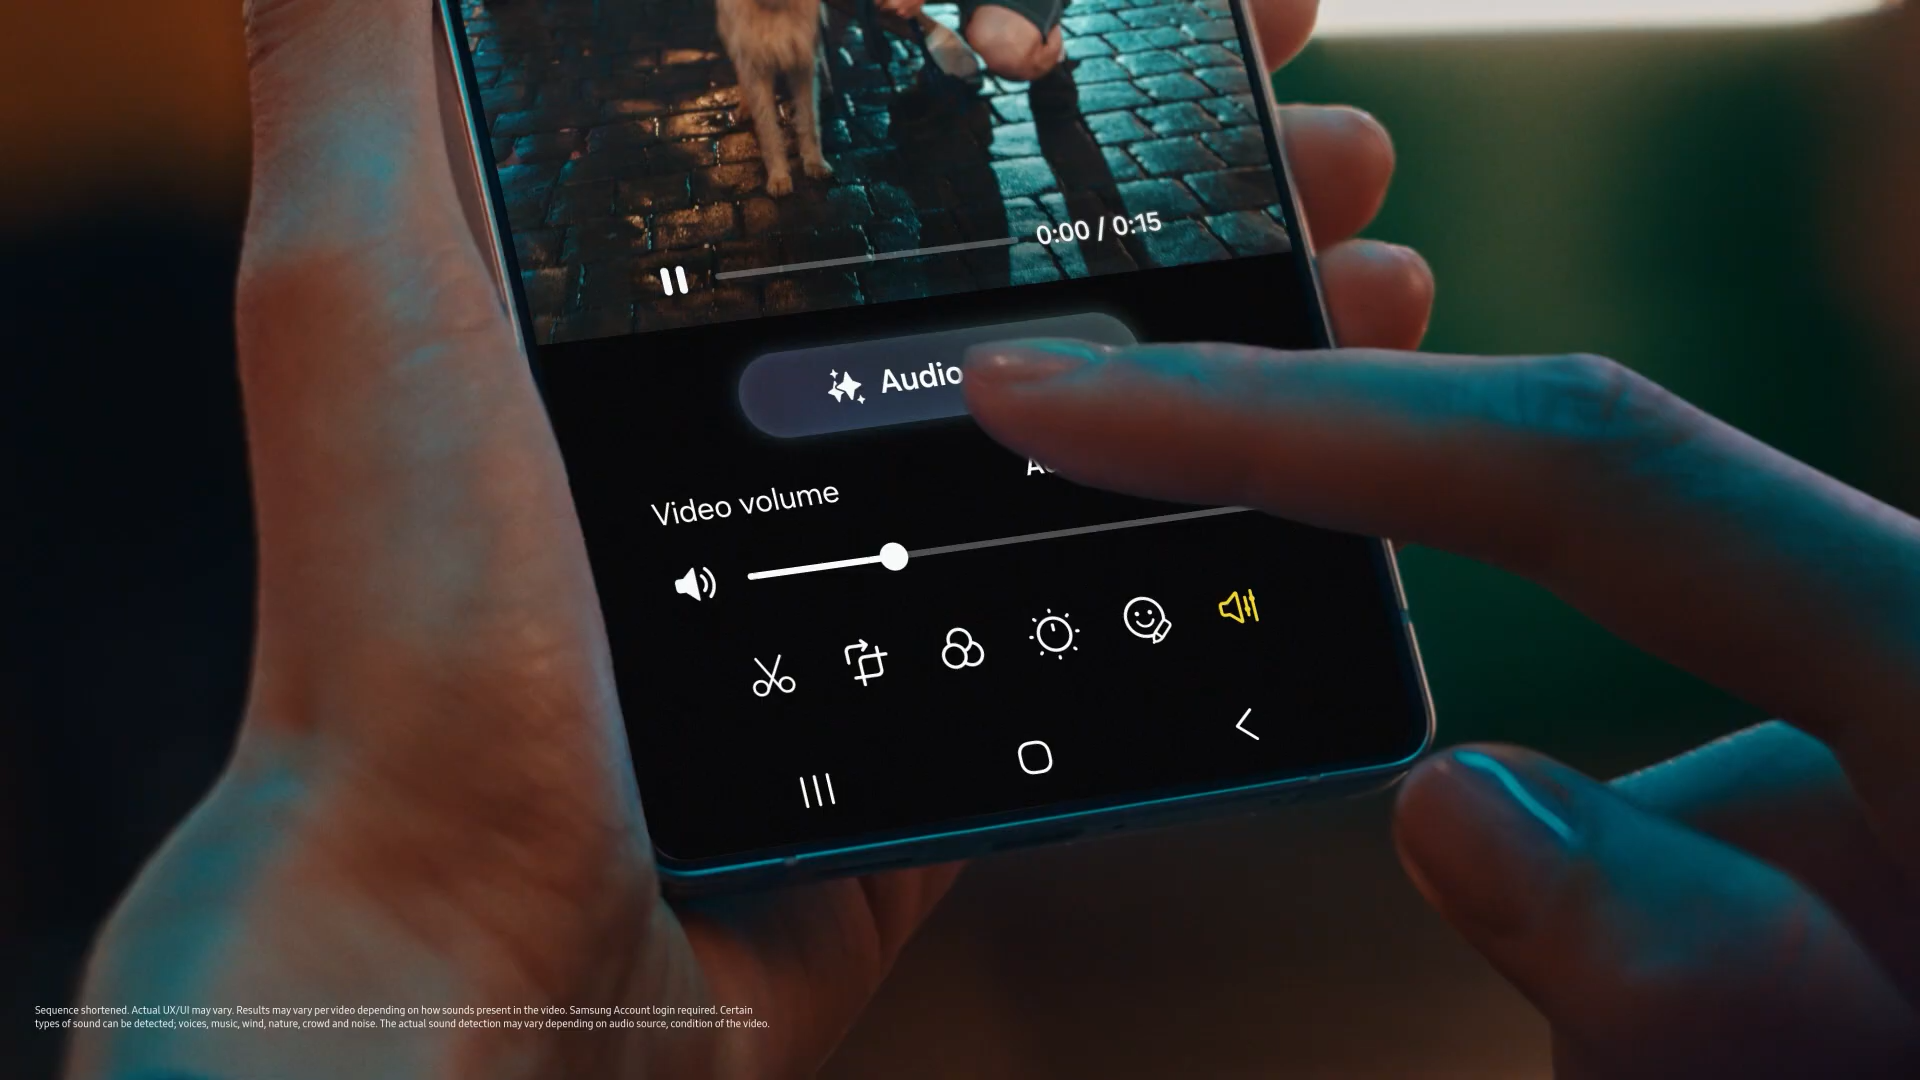 0:00 / 0:15
Audio
Video volume
Sequence shortened. Actual UX/UI may vary. Results may vary per video depending on how sounds present in the video. Samsung Account login required. Certain
types of sound can be detected; voices, music, wind, nature, crowd and noise. The actual sound detection may vary depending on audio source, condition of the video.